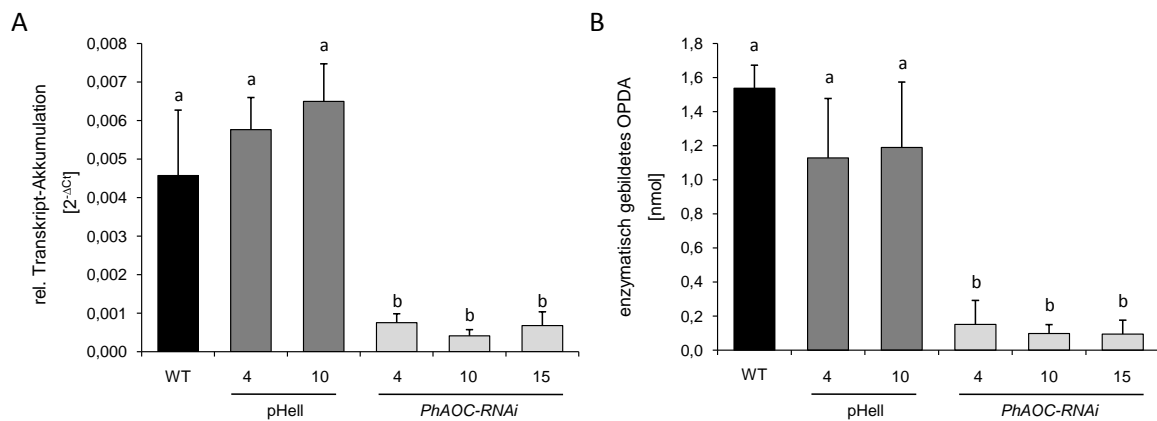 A
rel. Transkript-Akkumulation
[2^-ΔCt]
0,008
0,007
0,006
0,005
0,004
0,003
0,002
0,001
0,000
a
a
a
b
b
b
WT
4
10
4
10
15
pHell
PhAOC-RNAi
B
enzymatisch gebildetes OPDA
[nmol]
1,8
1,6
1,4
1,2
1,0
0,8
0,6
0,4
0,2
0,0
a
a
a
b
b
b
WT
4
10
4
10
15
pHell
PhAOC-RNAi